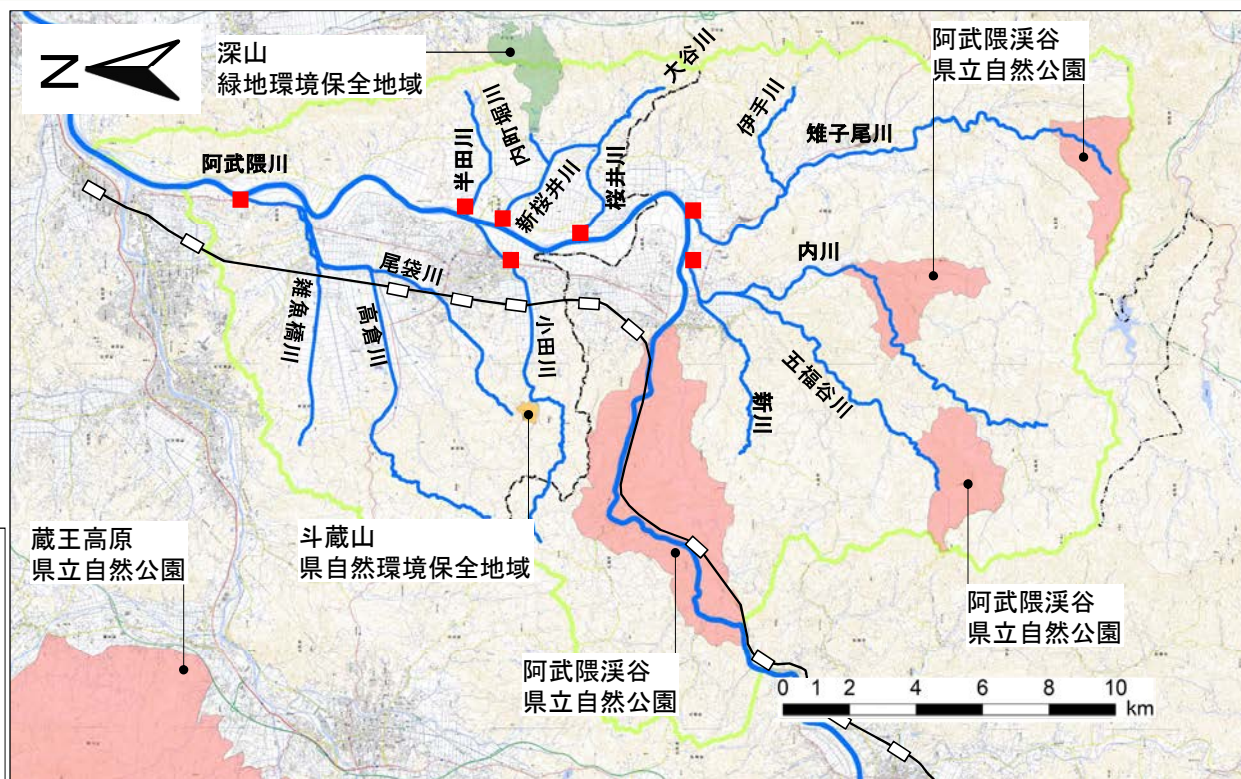 N
深山
緑地環境保全地域
阿武隈渓谷
県立自然公園
大谷川
内町堀川
半田川
伊手川
雉子尾川
阿武隈川
新桜井川
桜井川
内川
尾袋川
雑魚橋川
高倉川
小田川
五福谷川
新川
蔵王高原
県立自然公園
斗蔵山
県自然環境保全地域
阿武隈渓谷
県立自然公園
阿武隈渓谷
県立自然公園
0 1 2 4 6 8 10
km